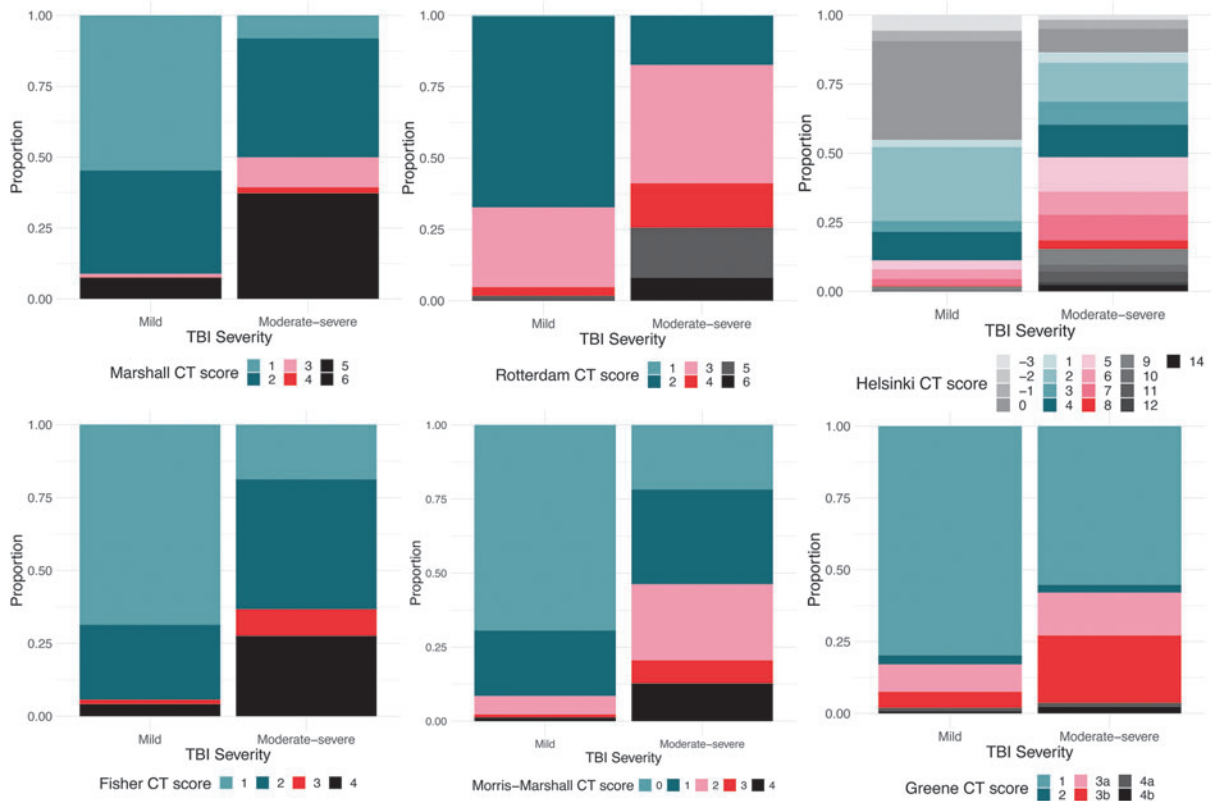 1.00
0.75
0.50
0.25
0.00
Proportion
Mild
Moderate−severe
TBI Severity
Marshall CT score
1 3 5
2 4 6
1.00
0.75
0.50
0.25
0.00
Proportion
Mild
Moderate−severe
TBI Severity
Rotterdam CT score
1 3 5
2 4 6
1.00
0.75
0.50
0.25
0.00
Proportion
Mild
Moderate−severe
TBI Severity
Helsinki CT score
−3 1 5 9 14
−2 2 6 10
−1 3 7 11
0 4 8 12
1.00
0.75
0.50
0.25
0.00
Proportion
Mild
Moderate−severe
TBI Severity
Fisher CT score 1 2 3 4
1.00
0.75
0.50
0.25
0.00
Proportion
Mild
Moderate−severe
TBI Severity
Morris-Marshall CT score 0 1 2 3 4
1.00
0.75
0.50
0.25
0.00
Proportion
Mild
Moderate−severe
TBI Severity
Greene CT score
1 3a 4a
2 3b 4b